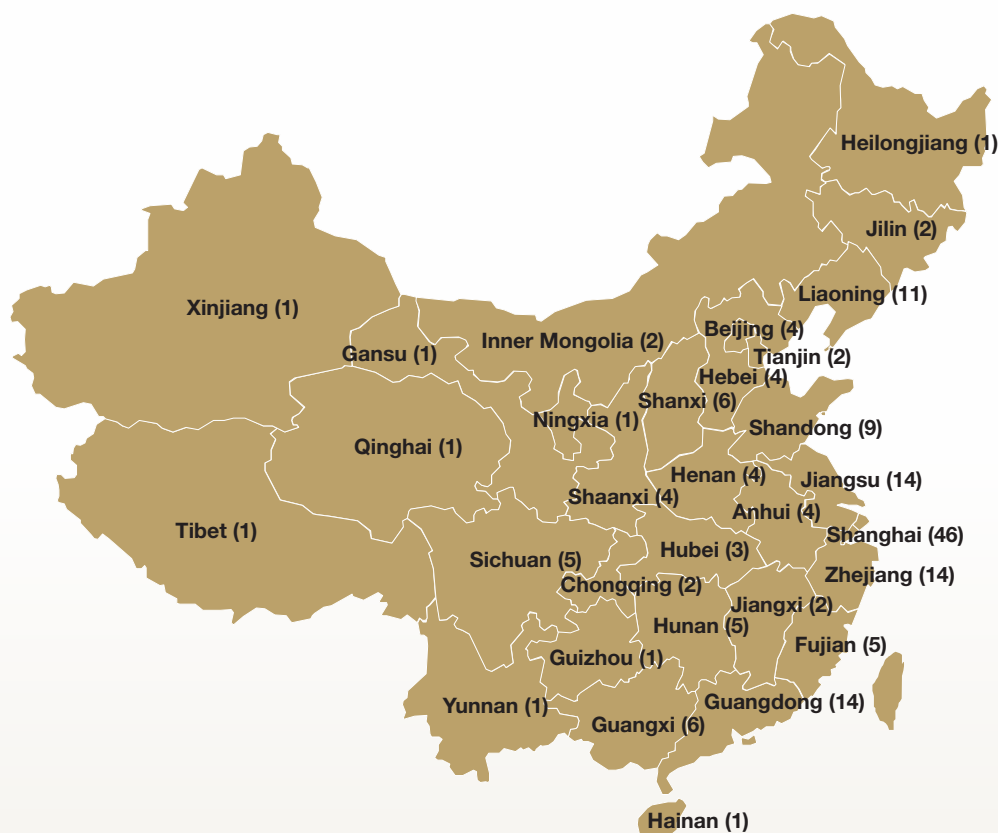 Heilongjiang (1)
Jilin (2)
Liaoning (11)
Xinjiang (1)
Beijing (4)
Inner Mongolia (2)
Gansu (1)
Tianjin (2)
Hebei (4)
Shanxi (6)
Ningxia (1)
Shandong (9)
Qinghai (1)
Henan (4)
Jiangsu (14)
Shaanxi (4)
Anhui (4)
Tibet (1)
Shanghai (46)
Hubei (3)
Sichuan (5)
Zhejiang (14)
Chongqing (2)
Jiangxi (2)
Hunan (5)
Fujian (5)
Guizhou (1)
Guangdong (14)
Yunnan (1)
Guangxi (6)
Hainan (1)